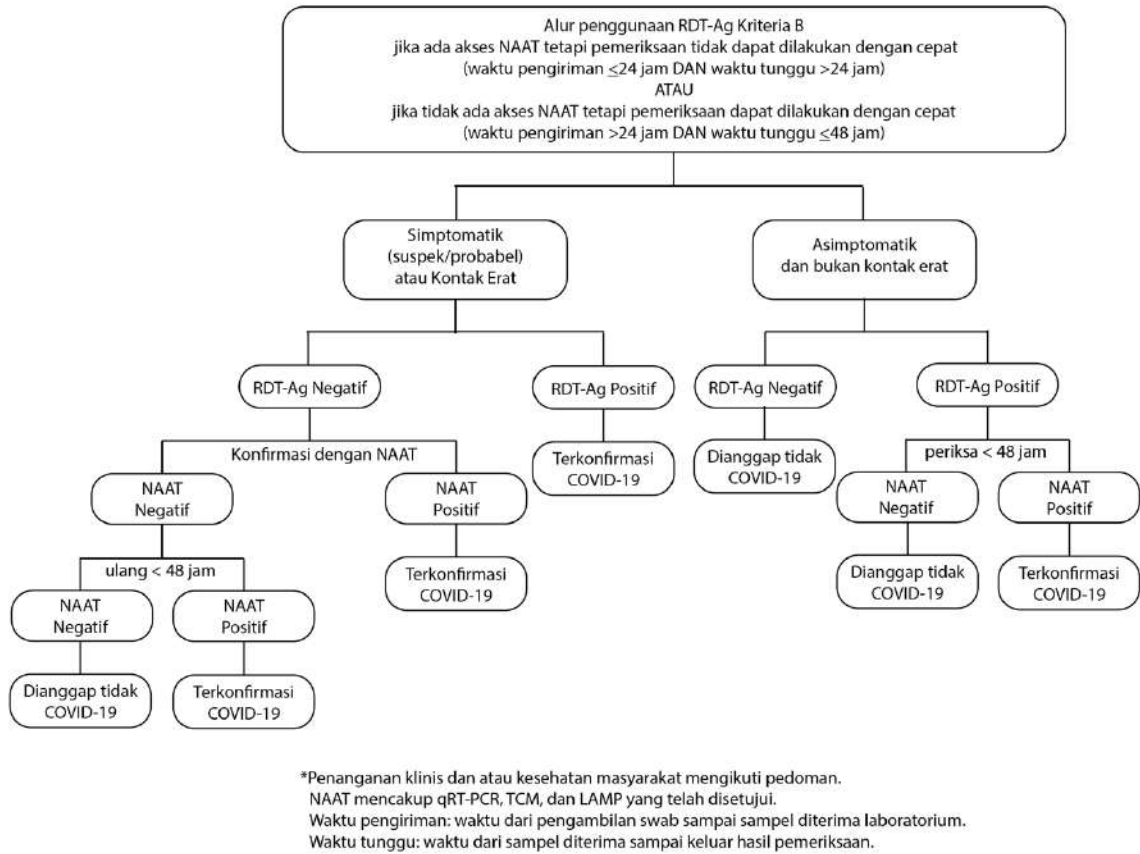 Alur penggunaan RDT-Ag Kriteria B
jika ada akses NAAT tetapi pemeriksaan tidak dapat dilakukan dengan cepat
(waktu pengiriman ≤24 jam DAN waktu tunggu >24 jam)
ATAU
jika tidak ada akses NAAT tetapi pemeriksaan dapat dilakukan dengan cepat
(waktu pengiriman >24 jam DAN waktu tunggu ≤48 jam)
Simptomatik
(suspek/probabel)
atau Kontak Erat
Asimptomatik
dan bukan kontak erat
RDT-Ag Negatif
RDT-Ag Positif
RDT-Ag Negatif
RDT-Ag Positif
Konfirmasi dengan NAAT
Terkonfirmasi
COVID-19
Dianggap tidak
COVID-19
periksa < 48 jam
NAAT
Negatif
NAAT
Positif
NAAT
Negatif
NAAT
Positif
ulang < 48 jam
Terkonfirmasi
COVID-19
Dianggap tidak
COVID-19
Terkonfirmasi
COVID-19
NAAT
Negatif
NAAT
Positif
Dianggap tidak
COVID-19
Terkonfirmasi
COVID-19
*Penanganan klinis dan atau kesehatan masyarakat mengikuti pedoman.
NAAT mencakup qRT-PCR, TCM, dan LAMP yang telah disetujui.
Waktu pengiriman: waktu dari pengambilan swab sampai sampel diterima laboratorium.
Waktu tunggu: waktu dari sampel diterima sampai keluar hasil pemeriksaan.